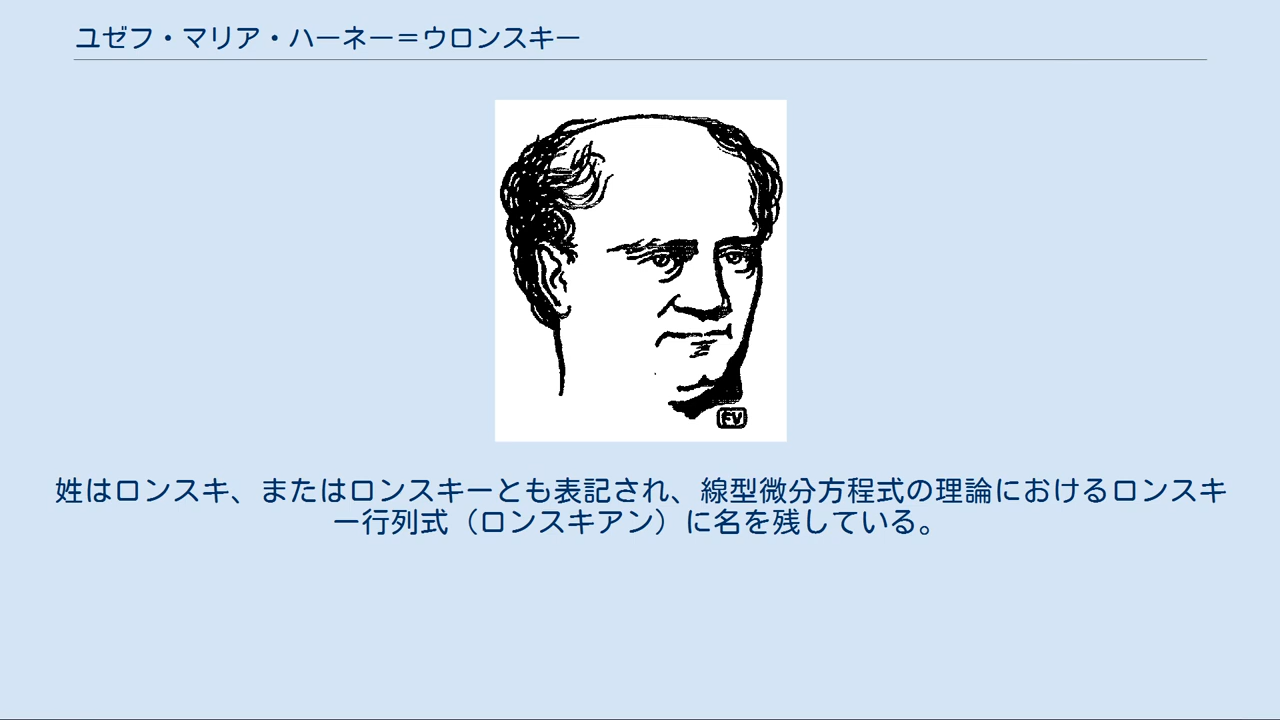 ユゼフ・マリア・ハーネー＝ウロンスキー
FV
姓はロンスキ、またはロンスキーとも表記され、線型微分方程式の理論におけるロンスキ
ー行列式（ロンスキアン）に名を残している。